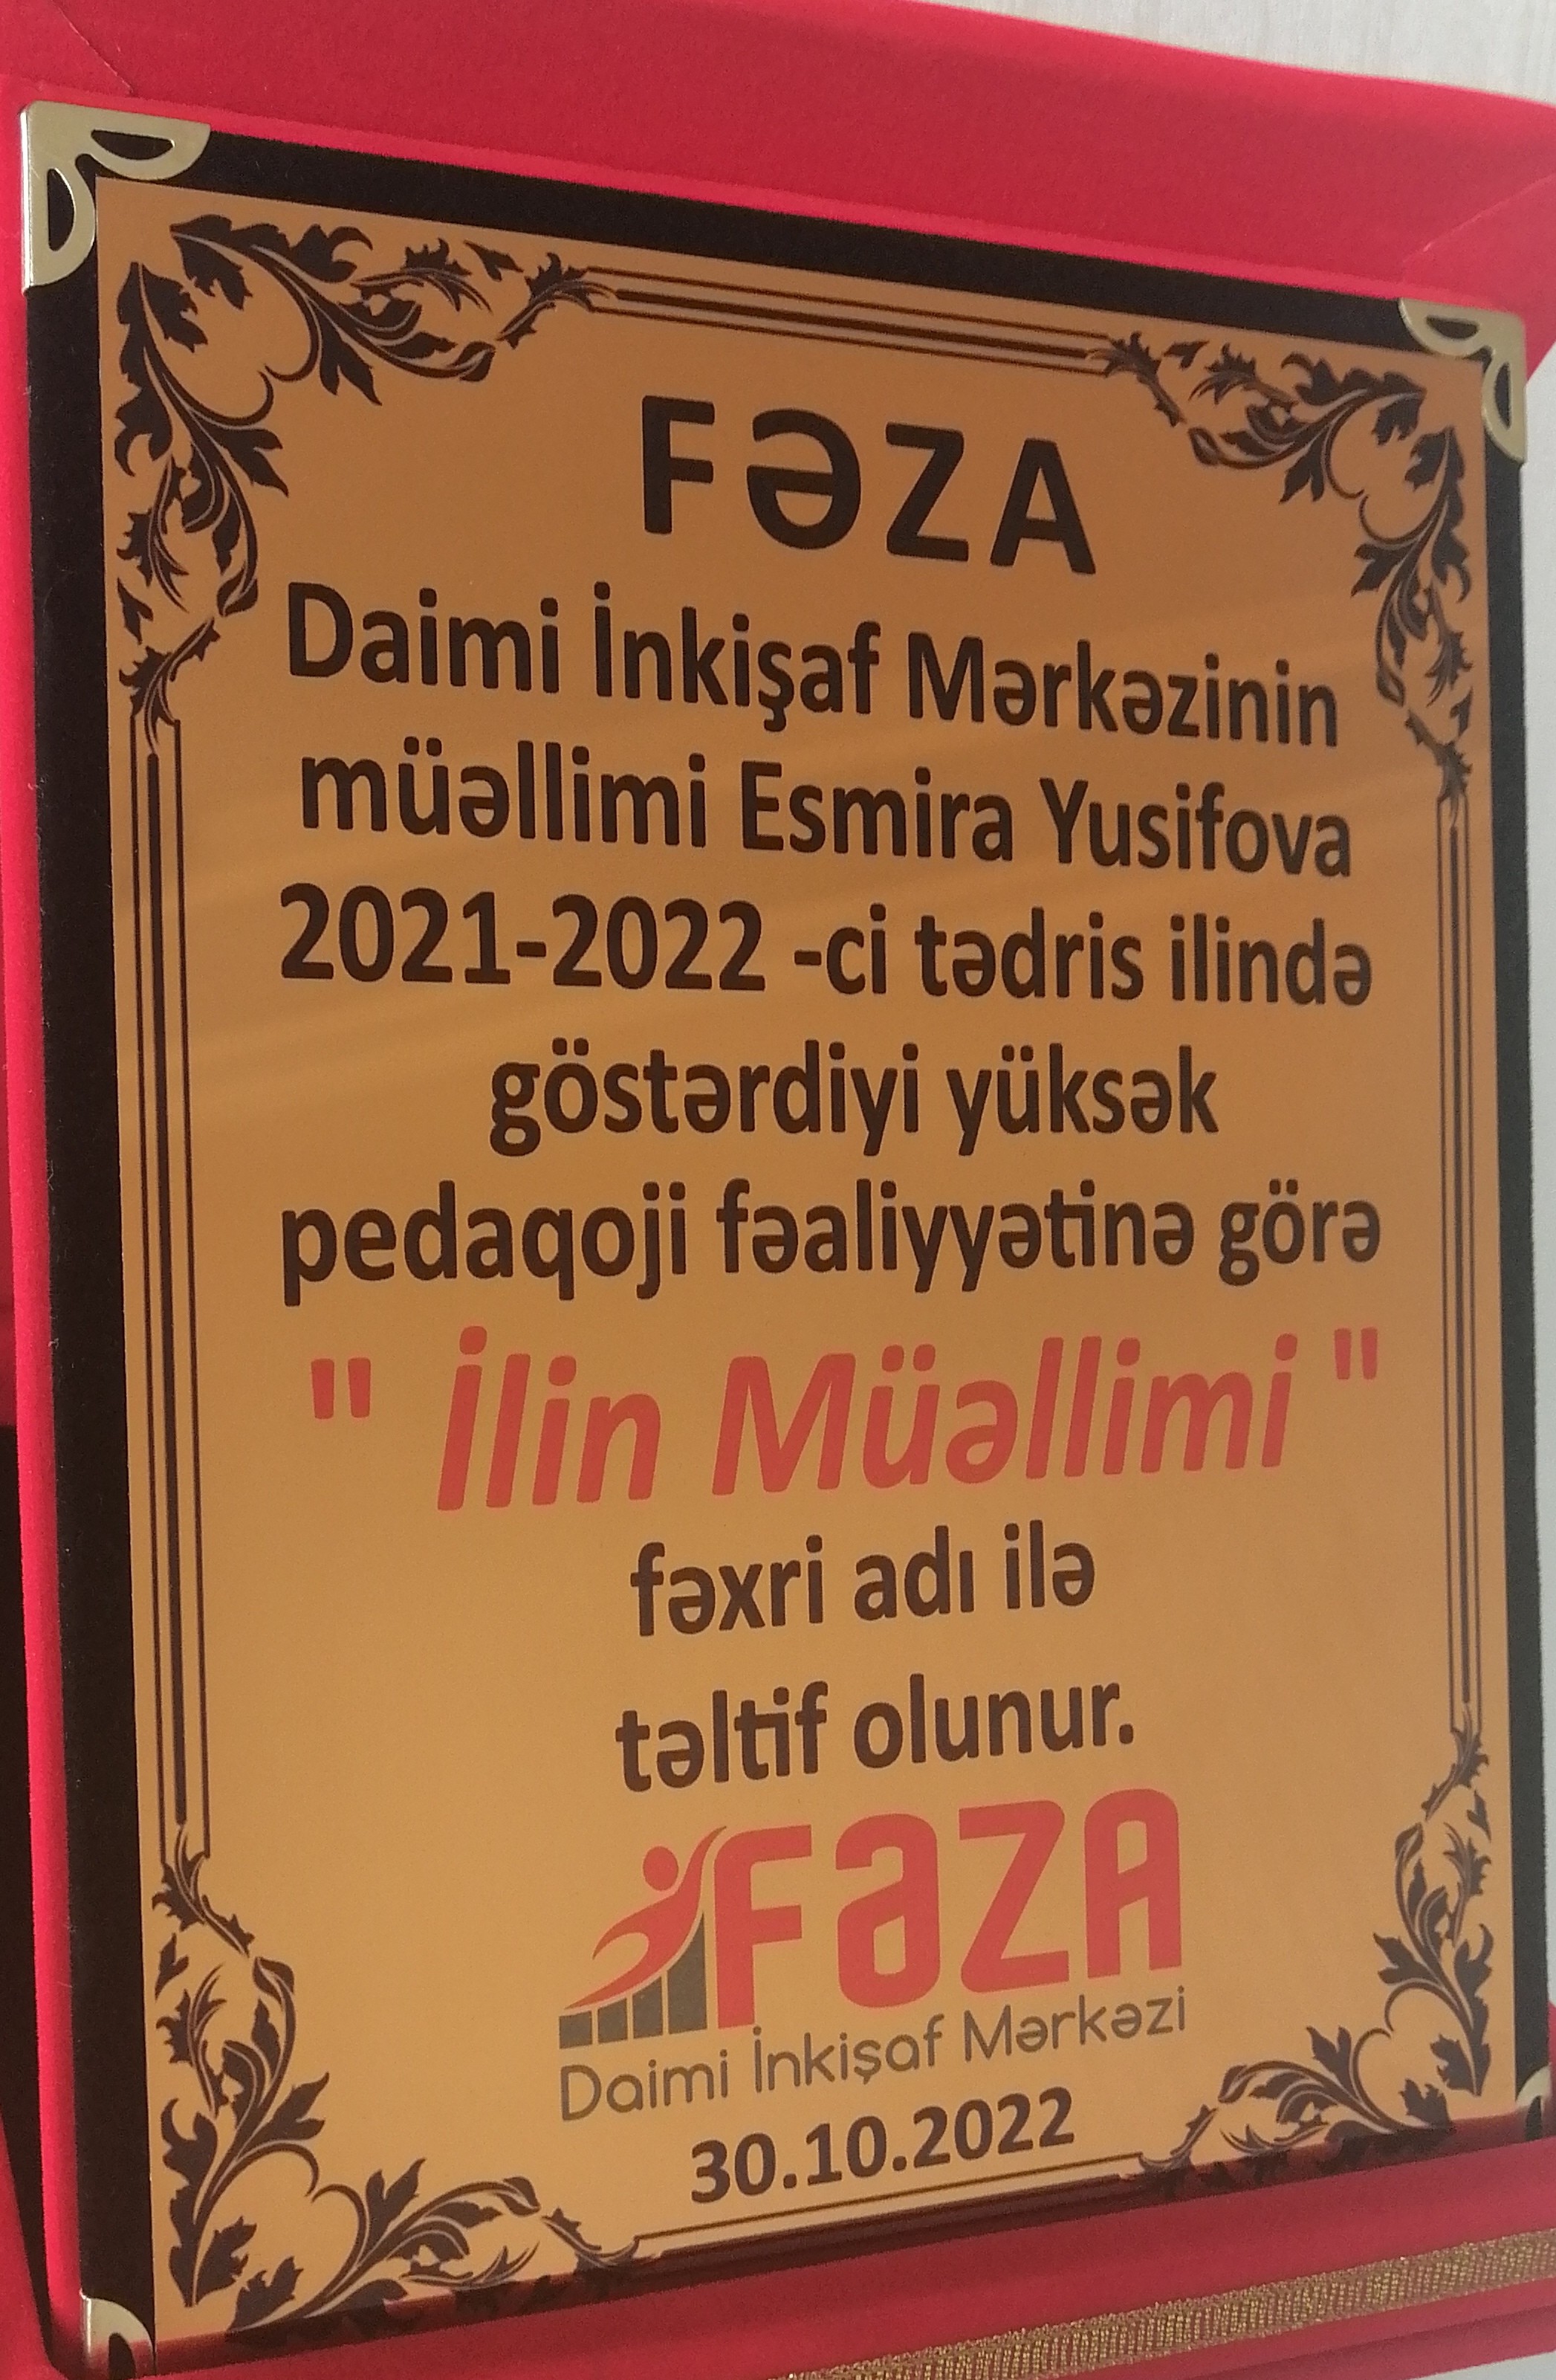 FƏZA
Daimi İnkişaf Mərkəzinin
müəllimi Esmira Yusifova
2021-2022 -ci tədris ilində
göstərdiyi yüksək
pedaqoji fəaliyyətinə görə
" İlin Müəllimi "
fəxri adı ilə
təltif olunur.
FƏZA
Daimi İnkişaf Mərkəzi
30.10.2022